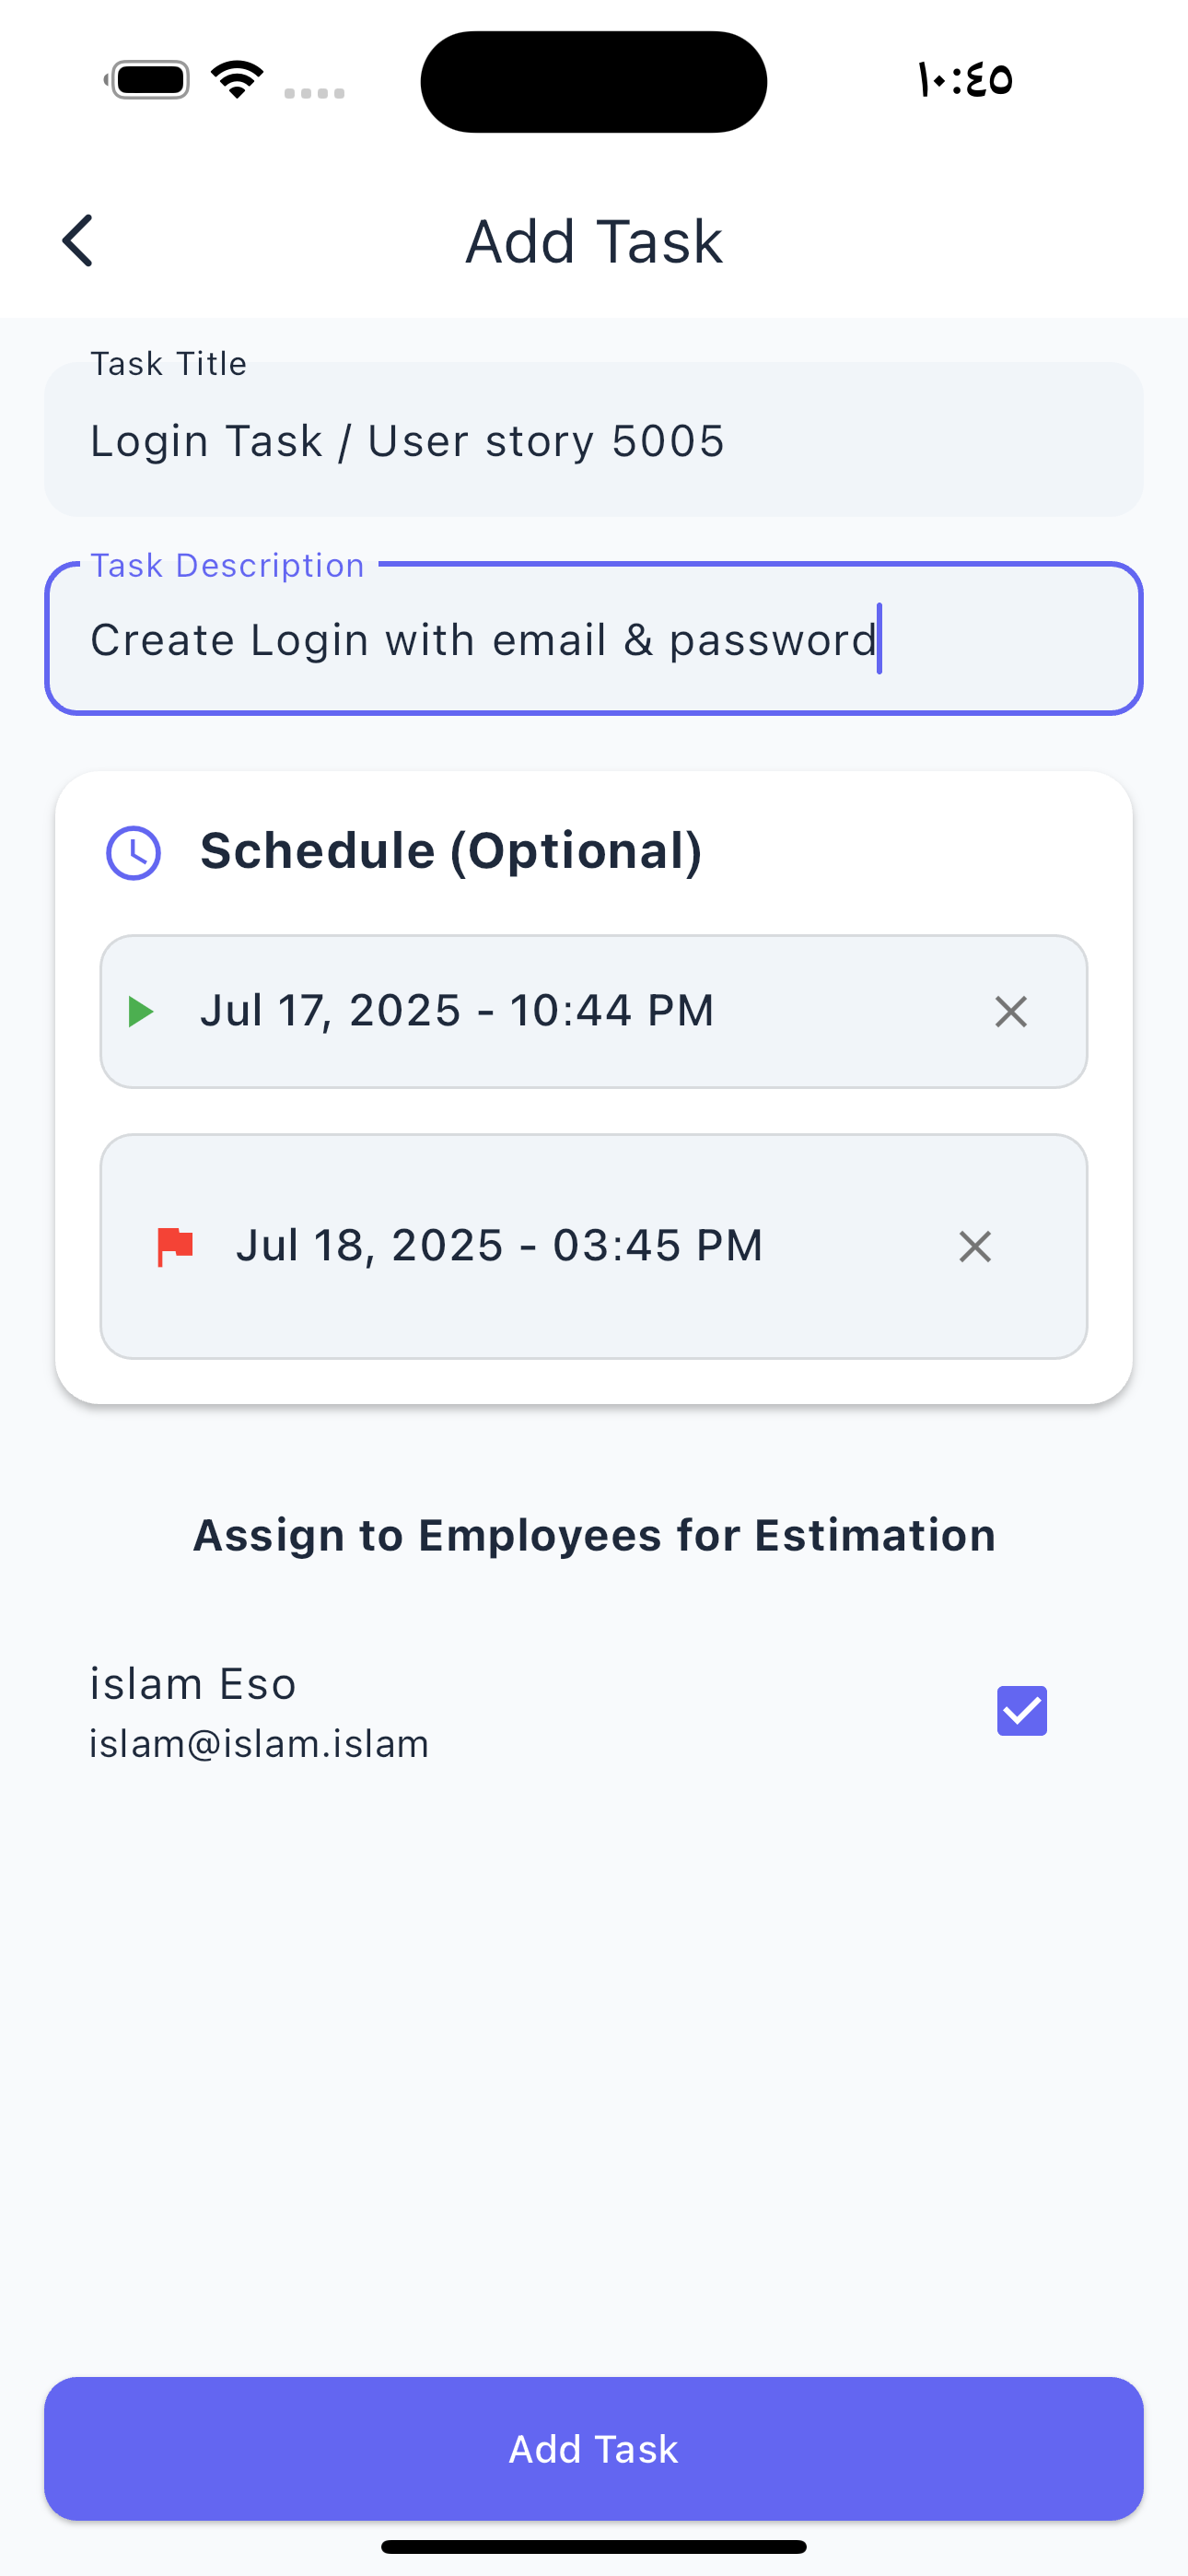 ١٠:٤٥
Add Task
Task Title
Login Task / User story 5005
Task Description
Create Login with email & password
Schedule (Optional)
Jul 17, 2025 - 10:44 PM
Jul 18, 2025 - 03:45 PM
Assign to Employees for Estimation
islam Eso
islam@islam.islam
Add Task